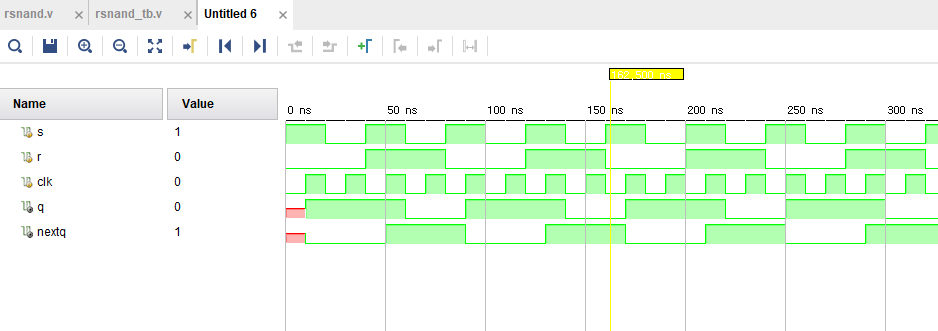 rsnand.v
rsnand_tb.v
Untitled 6
Name Value
0 ns 50 ns 100 ns 150 ns 200 ns 250 ns 300 ns
s 1
r 0
clk 0
q 0
nextq 1